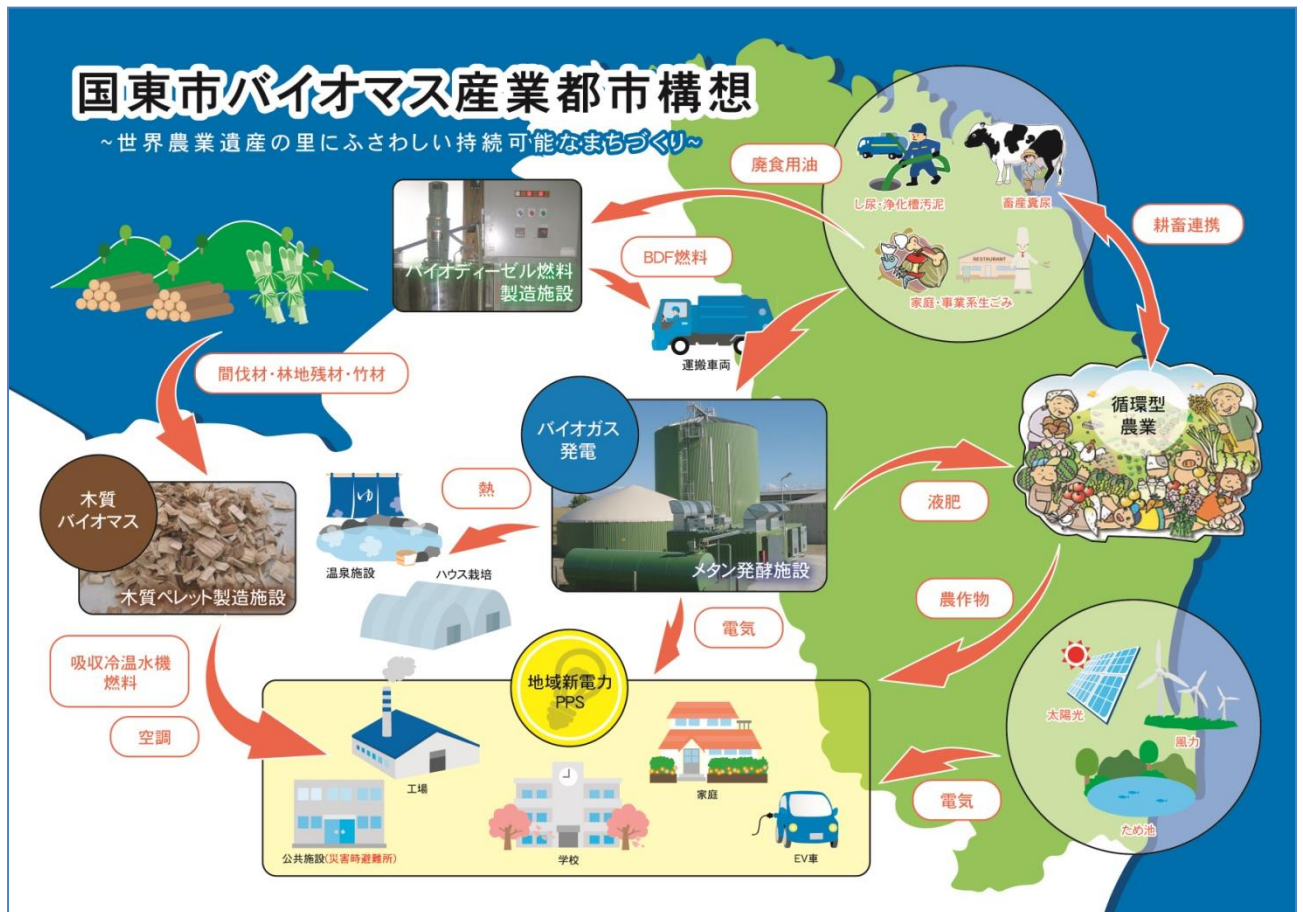 国東市バイオマス産業都市構想
~世界農業遺産の里にふさわしい持続可能なまちづくり~
廃食用油
し尿・浄化槽汚泥
畜産糞尿
耕畜連携
バイオディーゼル燃料
製造施設
BDF燃料
RESTAURANT
家庭・事業系生ごみ
運搬車両
間伐材・林地残材・竹材
循環型
農業
バイオガス
発電
木質
バイオマス
ゆ
熱
液肥
温泉施設
ハウス栽培
メタン発酵施設
木質ペレット製造施設
農作物
電気
吸収冷温水機
燃料
地域新電力
PPS
空調
太陽光
風力
工場
家庭
電気
ため池
公共施設(災害時避難所)
学校
EV車